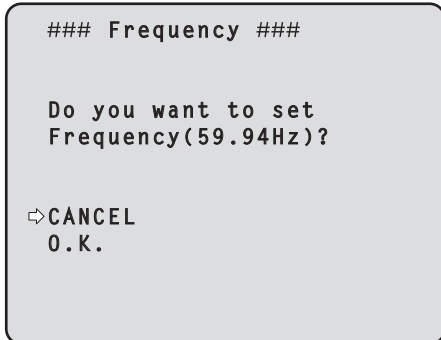 ### Frequency ###
Do you want to set
Frequency(59.94Hz)?
⇨CANCEL
O.K.